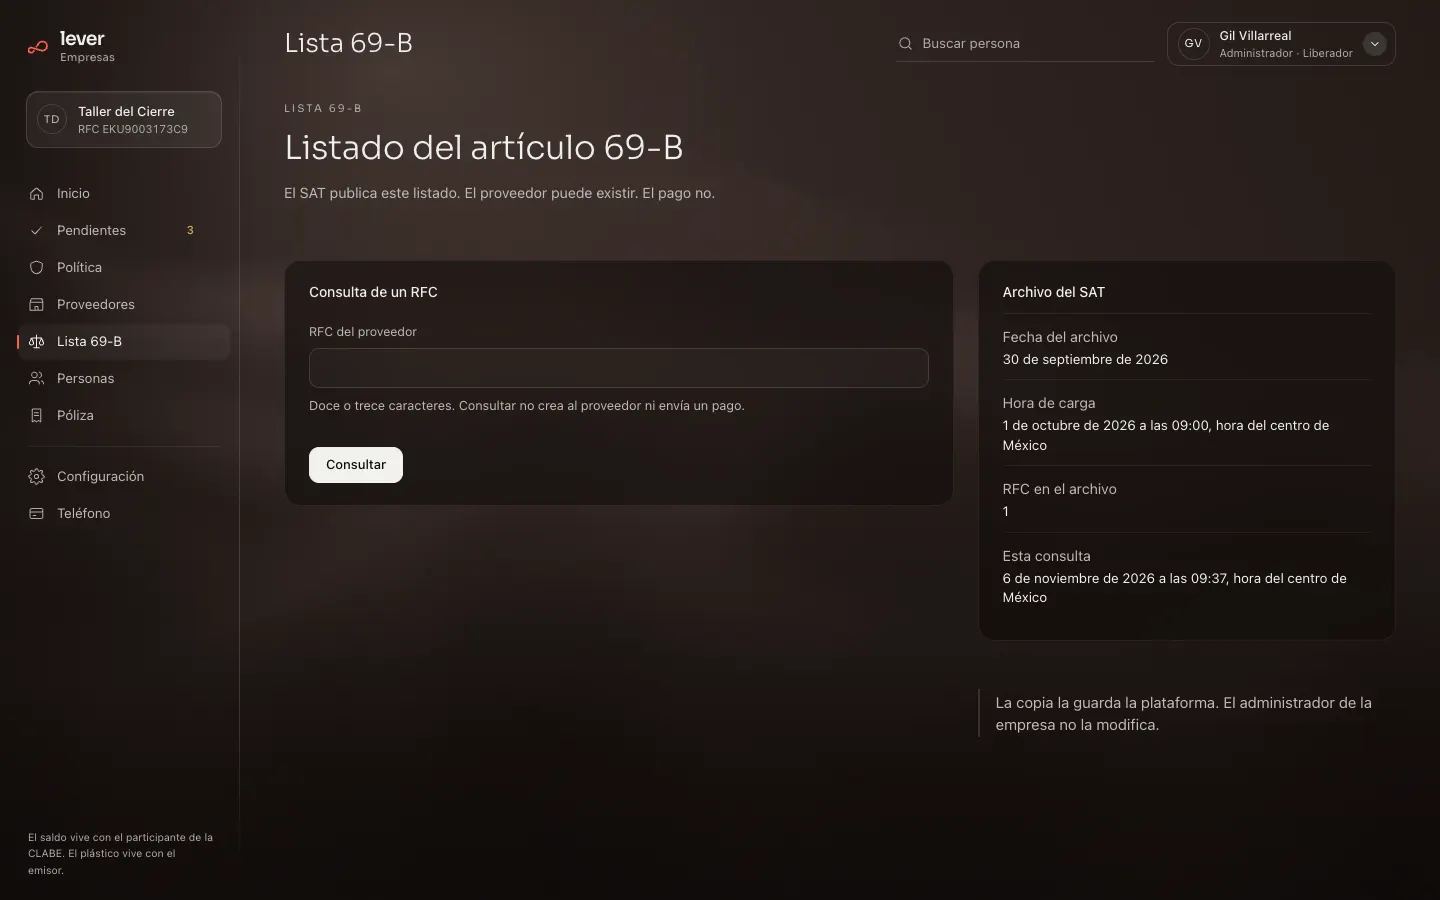 lever
Empresas
TD
Taller del Cierre
RFC EKU9003173C9
Inicio
Pendientes 3
Política
Proveedores
Lista 69-B
Personas
Póliza
Configuración
Teléfono
El saldo vive con el participante de la
CLABE. El plástico vive con el
emisor.
Lista 69-B
Buscar persona
GV
Gil Villarreal
Administrador · Liberador
LISTA 69-B
Listado del artículo 69-B
El SAT publica este listado. El proveedor puede existir. El pago no.
Consulta de un RFC
RFC del proveedor
Doce o trece caracteres. Consultar no crea al proveedor ni envía un pago.
Consultar
Archivo del SAT
Fecha del archivo
30 de septiembre de 2026
Hora de carga
1 de octubre de 2026 a las 09:00, hora del centro de
México
RFC en el archivo
1
Esta consulta
6 de noviembre de 2026 a las 09:37, hora del centro de
México
La copia la guarda la plataforma. El administrador de la
empresa no la modifica.